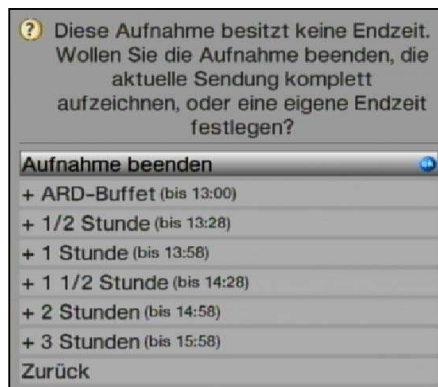 Diese Aufnahme besitzt keine Endzeit.
Wollen Sie die Aufnahme beenden, die
aktuelle Sendung komplett
aufzeichnen, oder eine eigene Endzeit
festlegen?
Aufnahme beenden
+ ARD-Buffet (bis 13:00)
+ 1/2 Stunde (bis 13:28)
+ 1 Stunde (bis 13:58)
+ 1 1/2 Stunde (bis 14:28)
+ 2 Stunden (bis 14:58)
+ 3 Stunden (bis 15:58)
Zurück